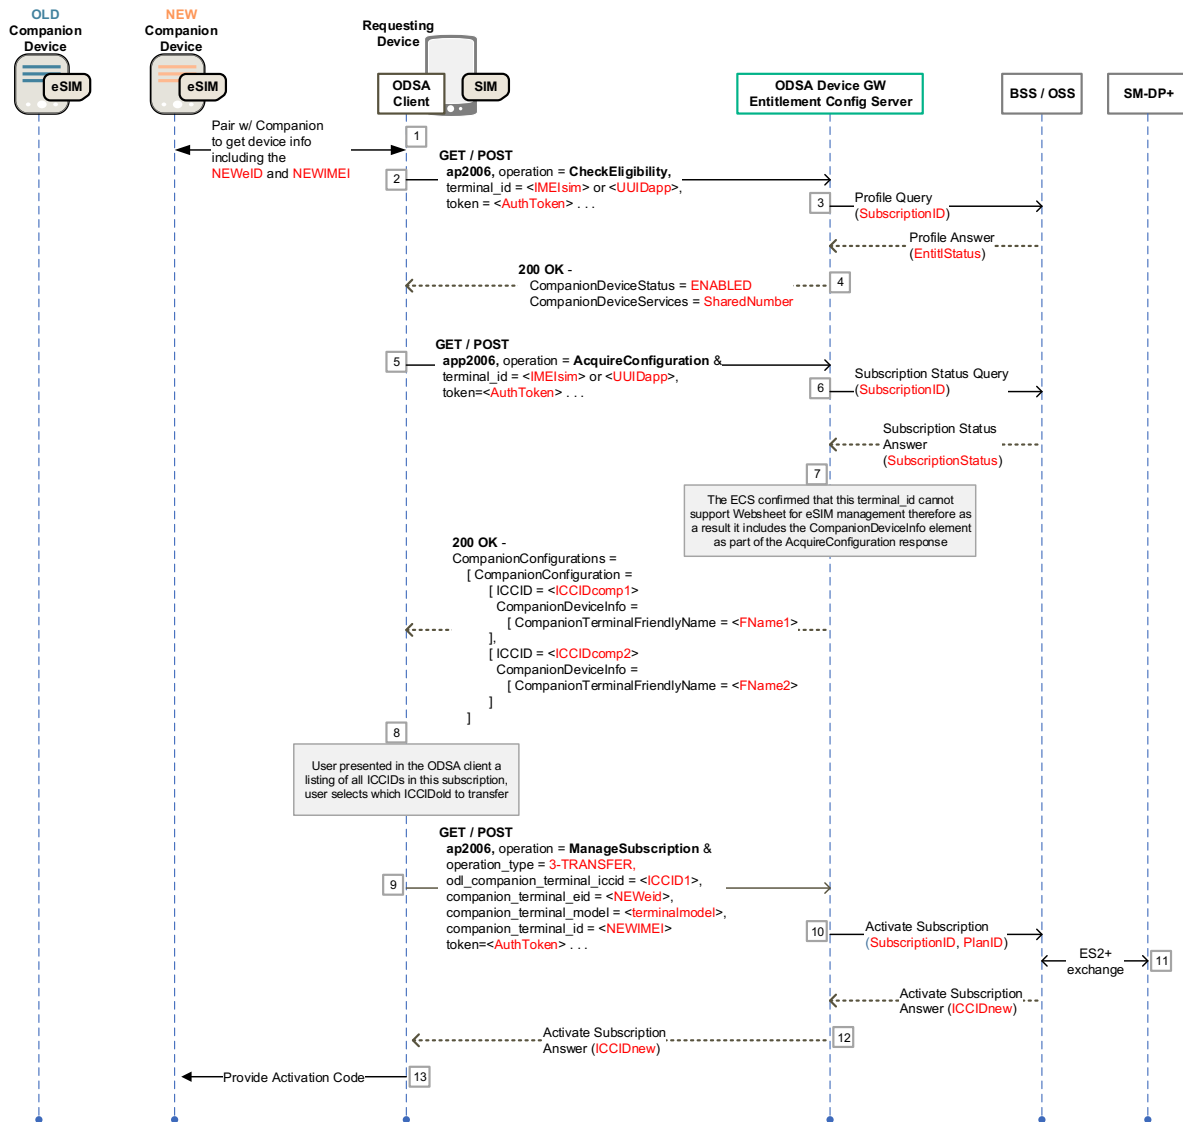 OLD
Companion
Device
eSIM
NEW
Companion
Device
eSIM
Requesting
Device
ODSA
Client
SIM
ODSA Device GW
Entitlement Config Server
BSS / OSS
SM-DP+
Pair w/ Companion
to get device info
including the
NEWeID and NEWIMEI
1
2
GET / POST
ap2006, operation = CheckEligibility,
terminal_id = <IMEIsim> or <UUIDapp>,
token = <AuthToken> . . .
3
Profile Query
(SubscriptionID)
Profile Answer
(EntitlStatus)
4
200 OK -
CompanionDeviceStatus = ENABLED
CompanionDeviceServices = SharedNumber
5
GET / POST
app2006, operation = AcquireConfiguration &
terminal_id = <IMEIsim> or <UUIDapp>,
token=<AuthToken> . . .
6
Subscription Status Query
(SubscriptionID)
Subscription Status
Answer
(SubscriptionStatus)
7
The ECS confirmed that this terminal_id cannot
support Websheet for eSIM management therefore as
a result it includes the CompanionDeviceInfo element
as part of the AcquireConfiguration response
200 OK -
CompanionConfigurations =
[ CompanionConfiguration =
[ ICCID = <ICCIDcomp1>
CompanionDeviceInfo =
[ CompanionTerminalFriendlyName = <FName1>
],
[ ICCID = <ICCIDcomp2>
CompanionDeviceInfo =
[ CompanionTerminalFriendlyName = <FName2>
]
]
8
User presented in the ODSA client a
listing of all ICCIDs in this subscription,
user selects which ICCIDold to transfer
9
GET / POST
ap2006, operation = ManageSubscription &
operation_type = 3-TRANSFER,
odl_companion_terminal_iccid = <ICCID1>,
companion_terminal_eid = <NEWeid>,
companion_terminal_model = <terminalmodel>,
companion_terminal_id = <NEWIMEI>
token=<AuthToken> . . .
10
Activate Subscription
(SubscriptionID, PlanID)
ES2+
exchange
11
Activate Subscription
Answer (ICCIDnew)
12
Activate Subscription
Answer (ICCIDnew)
13
Provide Activation Code